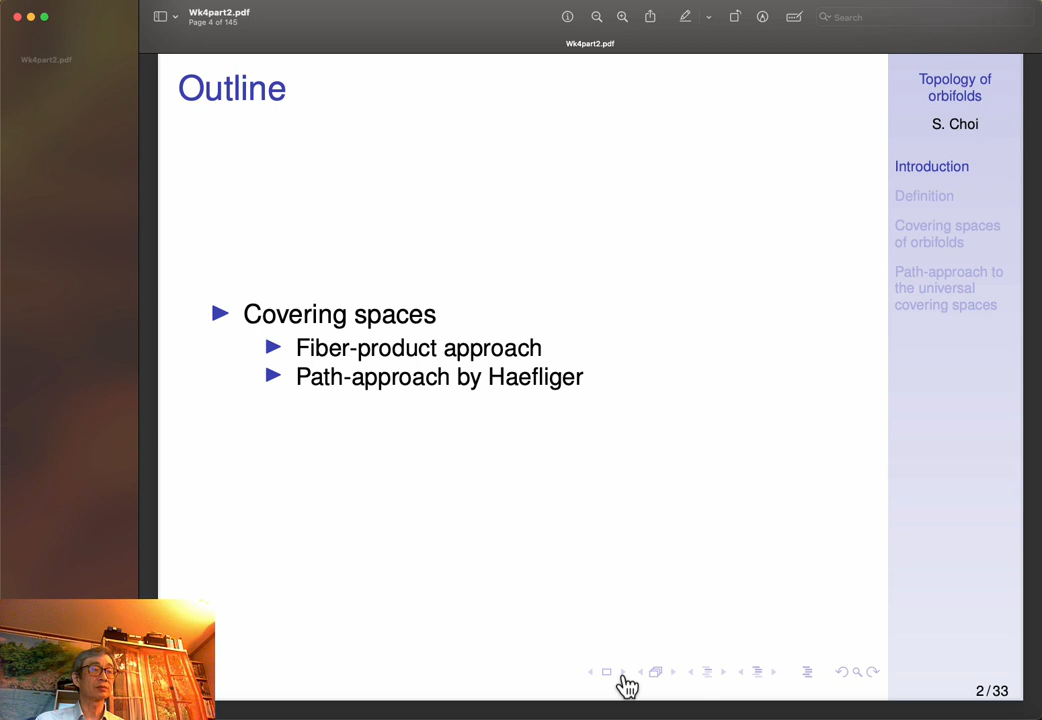 Wk4part2.pdf
Page 4 of 145
Search
Wk4part2.pdf
Wk4part2.pdf
Outline
Covering spaces
Fiber-product approach
Path-approach by Haefliger
Topology of
orbifolds
S. Choi
Introduction
Definition
Covering spaces
of orbifolds
Path-approach to
the universal
covering spaces
2/33